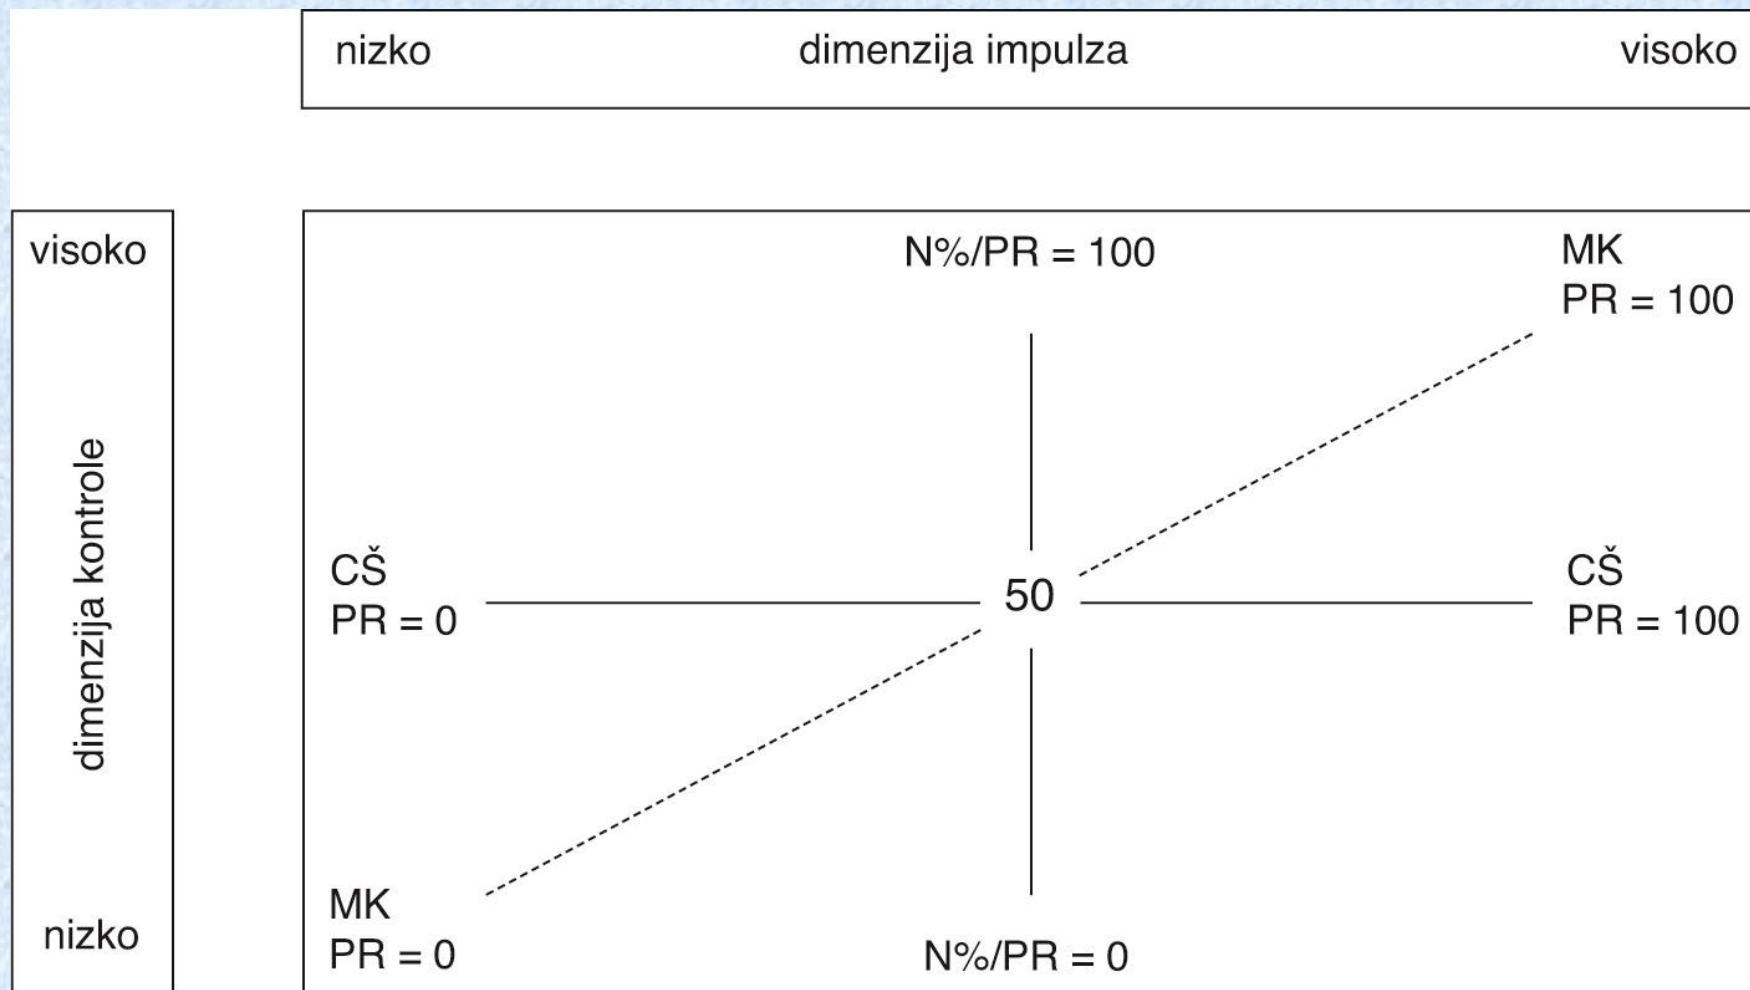 nizko dimenzija impulza visoko
visoko
dimenzija kontrole
nizko
N%/PR = 100
MK
PR = 100
CŠ
PR = 0
50
CŠ
PR = 100
MK
PR = 0
N%/PR = 0